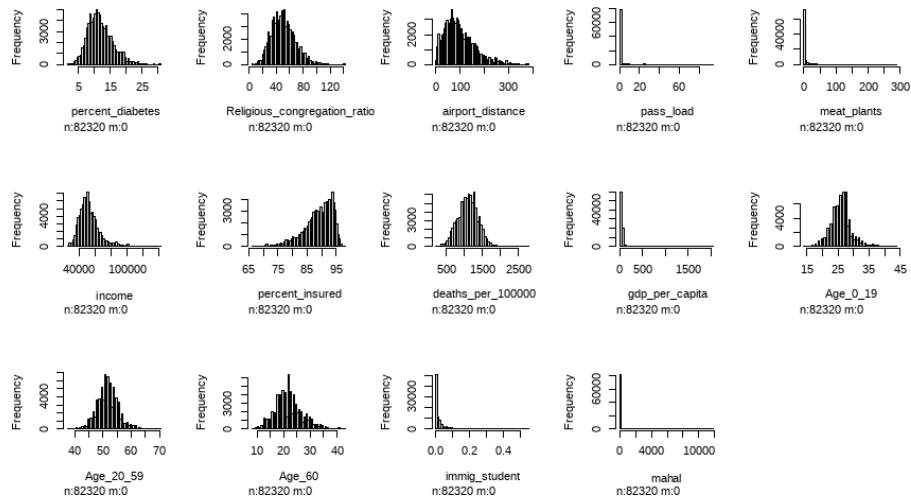 Frequency
0 3000
5 15 25
percent_diabetes
n:82320 m:0
Frequency
0 2000
0 20 40 60 80 100 140
Religious_congregation_ratio
n:82320 m:0
Frequency
0 2000
0 100 300
airport_distance
n:82320 m:0
Frequency
0 60000
0 20 60
pass_load
n:82320 m:0
Frequency
0 40000
0 100 200 300
meat_plants
n:82320 m:0
Frequency
0 4000
40000 100000
income
n:82320 m:0
Frequency
0 3000
65 75 85 95
percent_insured
n:82320 m:0
Frequency
0 4000
500 1500 2500
deaths_per_100000
n:82320 m:0
Frequency
0 40000
0 500 1500
gdp_per_capita
n:82320 m:0
Frequency
0 4000
15 25 35 45
Age_0_19
n:82320 m:0
Frequency
0 4000
40 50 60 70
Age_20_59
n:82320 m:0
Frequency
0 3000
10 20 30 40
Age_60
n:82320 m:0
Frequency
0 30000
0.0 0.2 0.4
immig_student
n:82320 m:0
Frequency
0 60000
0 4000 10000
mahal
n:82320 m:0